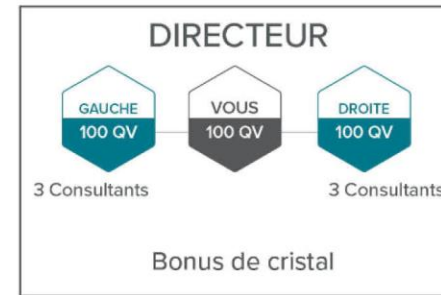 DIRECTEUR
GAUCHE VOUS DROITE
100 QV 100 QV 100 QV
3 Consultants 3 Consultants
Bonus de cristal